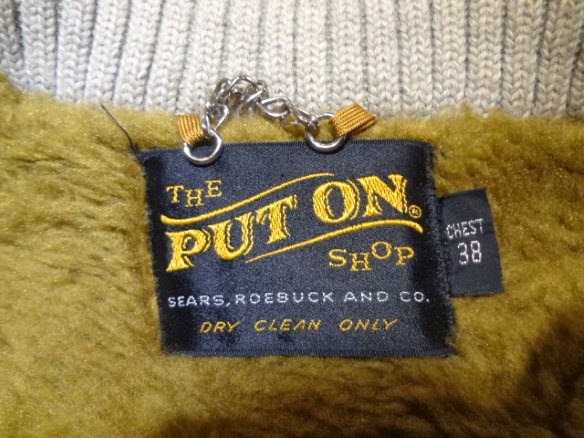 THE
PUT ON®
SHOP
SEARS, ROEBUCK AND CO.
DRY CLEAN ONLY
CHEST
38